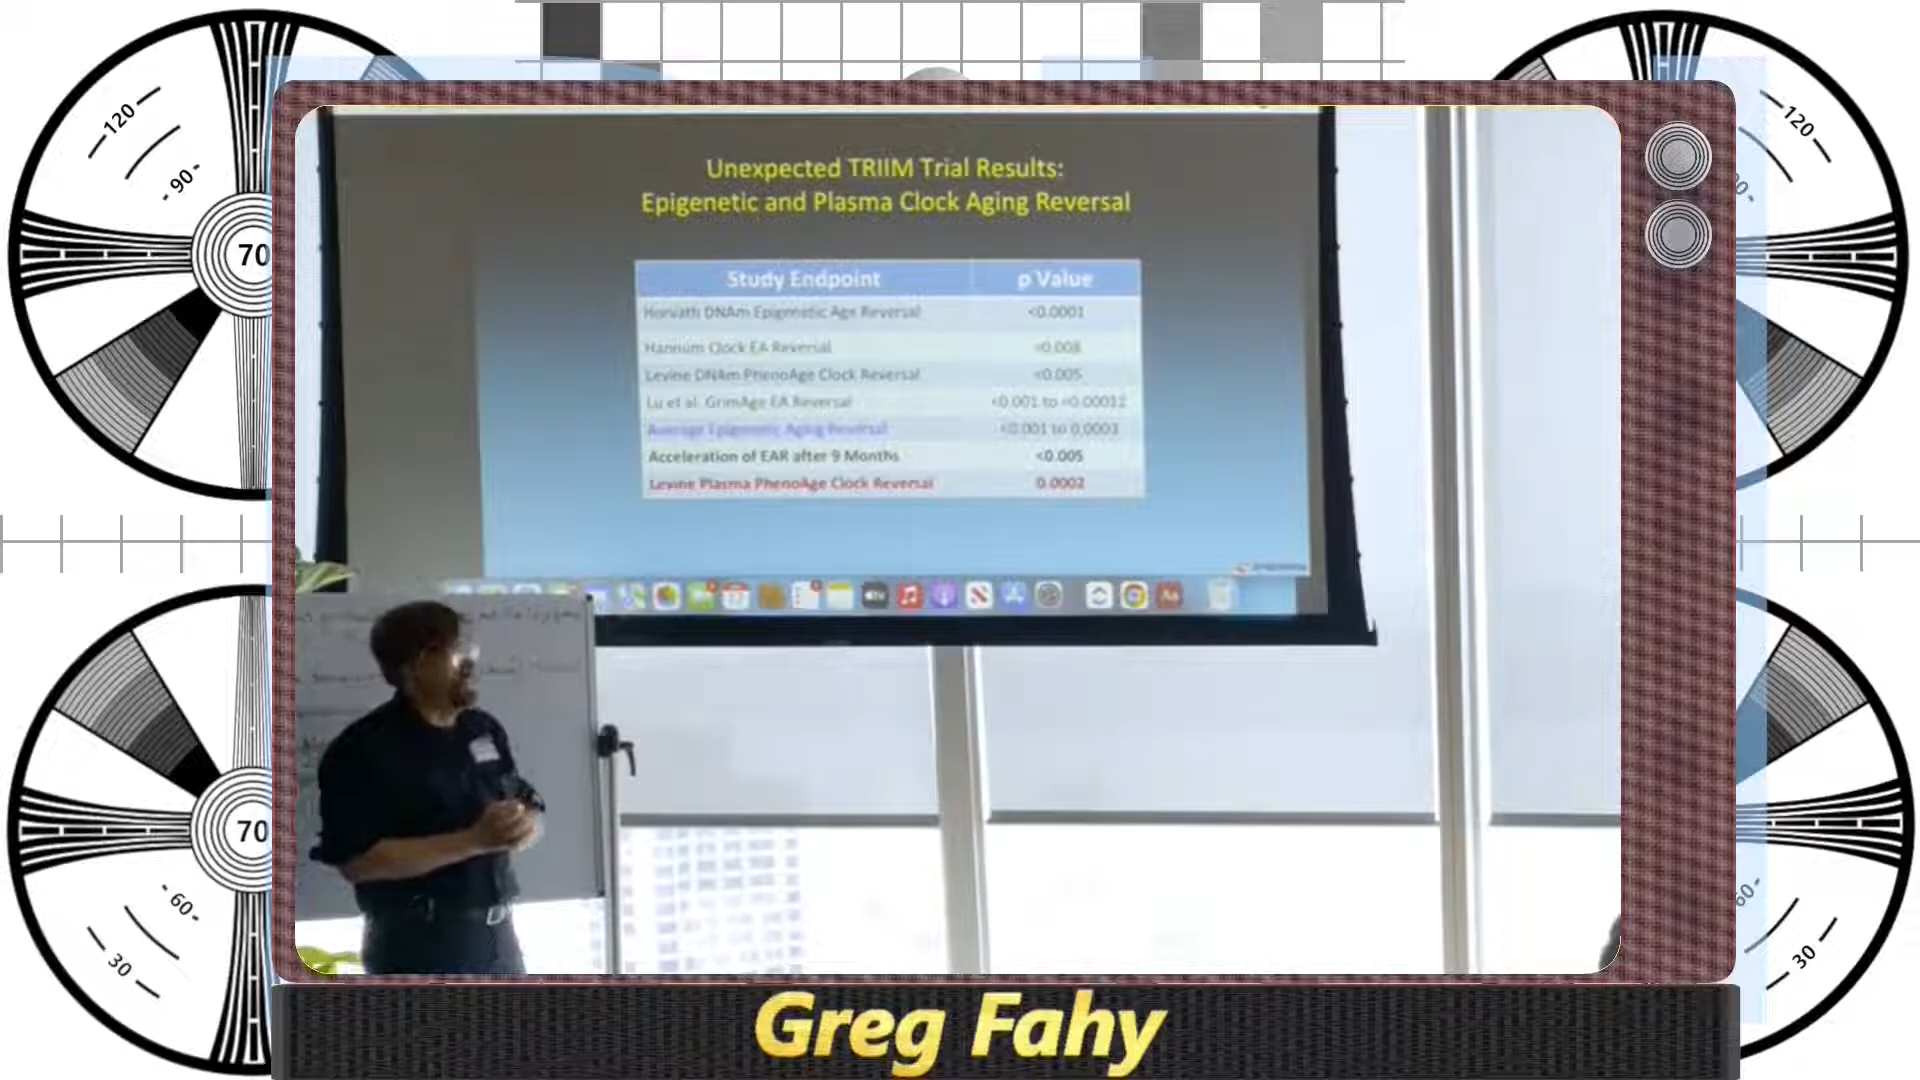 120
90
70
120
Unexpected TRIIM Trial Results:
Epigenetic and Plasma Clock Aging Reversal
Study Endpoint p Value
Horvath DNAm Epigenetic Age Reversal <0.0001
Hannum Clock EA Reversal <0.008
Levine DNAm PhenoAge Clock Reversal <0.005
Lu et al. GrimAge EA Reversal <0.001 to <0.00012
Average Epigenetic Aging Reversal <0.001 to 0.0003
Acceleration of EAR after 9 Months <0.005
Levine Plasma PhenoAge Clock Reversal 0.0002
70
60
30
60
30
Greg Fahy